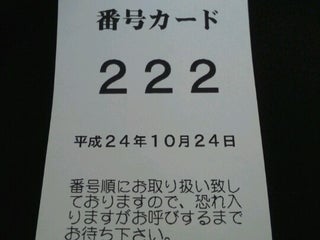 番号カード
２２２
平成２４年１０月２４日
番号順にお取り扱い致し
ておりますので、恐れ入
りますがお呼びするまで
お待ち下さい。